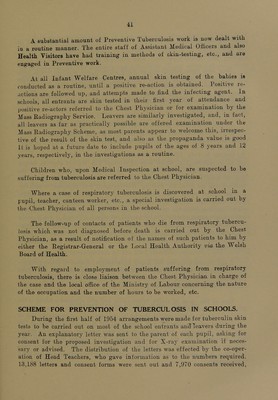 41
A substantial amount of Preventive Tuberculosis work is now dealt with
in a routine manner. The entire staff of Assistant Medical Officers and also
Health Visitors have had training in methods of skin-testing, etc., and are
engaged in Preventive work.
At all Infant Welfare Centres, annual skin testing of the babies is
conducted as a routine, until a positive re-action is obtained. Positive re-
actions are followed up, and attempts made to find the infecting agent. In
schools, all entrants are skin tested in their first year of attendance and
positive re-actors referred to the Chest Physician or for examination by the
Mass Radiography Service. Leavers are similarly investigated, and, in fact,
all leavers as far as practically possible are offered examination under the
Mass Radiography Scheme, as most parents appear to welcome this, irrespec-
tive of the result of the skin test, and also as the propaganda value is good
It is hoped at a future date to include pupils of the ages of 8 years and 12
years, respectively, in the investigations as a routine.
Children who, upon Medical Inspection at school, are suspected to be
suffering from tuberculosis are referred to the Chest Physician.
Where a case of respiratory tuberculosis is discovered at school in a
pupil, teacher, canteen worker, etc., a special investigation is carried out by
the Chest Physician of all persons in the school.
The follow-up of contacts of patients who die from respiratory tubercu-
losis which was not diagnosed before death is carried out by the Chest
Physician, as a result of notification of the names of such patients to him by
either the Registrar-General or the Local Health Authority via the Welsh
Board of Health.
With regard to employment of patients suffering from respiratory
tuberculosis, there is close liaison between the Chest Physician in charge of
the case and the local office of the Ministry of Labour concerning the nature
of the occupation and the number of hours to be worked, etc.
SCHEME FOR PREVENTION OF TUBERCULOSIS IN SCHOOLS.
During the first half of 1954 arrangements were made for tuberculin skin
tests to be carried out on most of the school entrants and leavers during the
year. An explanatory letter was sent to the parent of each pupil, asking for
consent for the proposed investigation and for X-ray examination if neces-
sary or advised. The distribution of the letters was effected by the co-oper-
ation of Head Teachers, who gave information as to the numbers required.
13,188 letters and consent forms were sent out and 7,970 consents received,